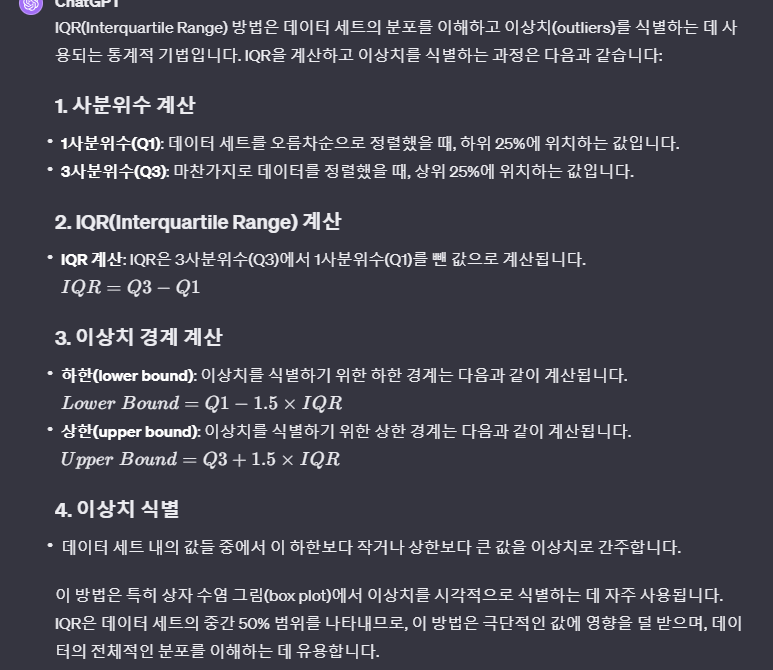 ChatGPT
IQR(Interquartile Range) 방법은 데이터 세트의 분포를 이해하고 이상치(outliers)를 식별하는 데 사
용되는 통계적 기법입니다. IQR을 계산하고 이상치를 식별하는 과정은 다음과 같습니다:
1. 사분위수 계산
• 1사분위수(Q1): 데이터 세트를 오름차순으로 정렬했을 때, 하위 25%에 위치하는 값입니다.
• 3사분위수(Q3): 마찬가지로 데이터를 정렬했을 때, 상위 25%에 위치하는 값입니다.
2. IQR(Interquartile Range) 계산
• IQR 계산: IQR은 3사분위수(Q3)에서 1사분위수(Q1)를 뺀 값으로 계산됩니다.
IQR = Q3 − Q1
3. 이상치 경계 계산
• 하한(lower bound): 이상치를 식별하기 위한 하한 경계는 다음과 같이 계산됩니다.
Lower Bound = Q1 − 1.5 × IQR
• 상한(upper bound): 이상치를 식별하기 위한 상한 경계는 다음과 같이 계산됩니다.
Upper Bound = Q3 + 1.5 × IQR
4. 이상치 식별
• 데이터 세트 내의 값들 중에서 이 하한보다 작거나 상한보다 큰 값을 이상치로 간주합니다.
이 방법은 특히 상자 수염 그림(box plot)에서 이상치를 시각적으로 식별하는 데 자주 사용됩니다.
IQR은 데이터 세트의 중간 50% 범위를 나타내므로, 이 방법은 극단적인 값에 영향을 덜 받으며, 데이
터의 전체적인 분포를 이해하는 데 유용합니다.